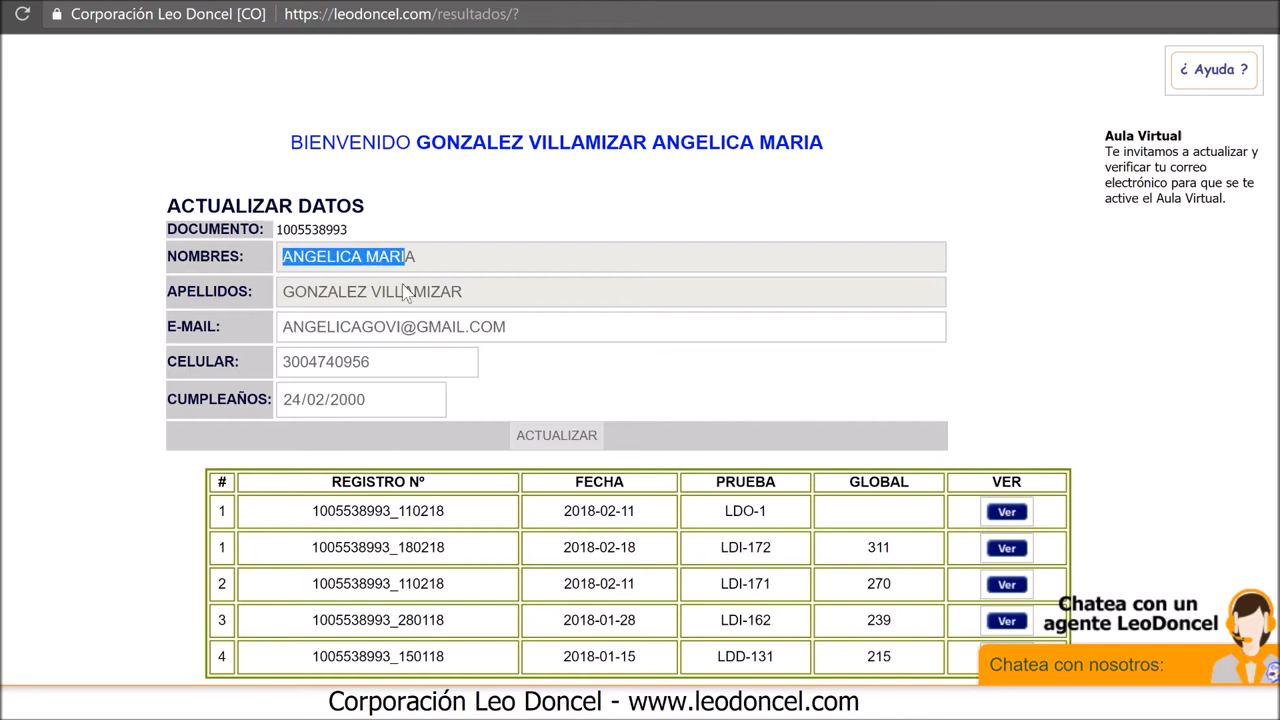 Corporación Leo Doncel [CO] https://leodoncel.com/resultados/?
¿ Ayuda ?
BIENVENIDO GONZALEZ VILLAMIZAR ANGELICA MARIA
Aula Virtual
Te invitamos a actualizar y
verificar tu correo
electrónico para que se te
active el Aula Virtual.
ACTUALIZAR DATOS
DOCUMENTO: 1005538993
NOMBRES: ANGELICA MARIA
APELLIDOS: GONZALEZ VILLAMIZAR
E-MAIL: ANGELICAGOVI@GMAIL.COM
CELULAR: 3004740956
CUMPLEAÑOS: 24/02/2000
ACTUALIZAR
# REGISTRO Nº FECHA PRUEBA GLOBAL VER
1 1005538993_110218 2018-02-11 LDO-1 Ver
1 1005538993_180218 2018-02-18 LDI-172 311 Ver
2 1005538993_110218 2018-02-11 LDI-171 270 Ver
3 1005538993_280118 2018-01-28 LDI-162 239 Ver
4 1005538993_150118 2018-01-15 LDD-131 215
Chatea con un
agente LeoDoncel
Chatea con nosotros:
Corporación Leo Doncel - www.leodoncel.com